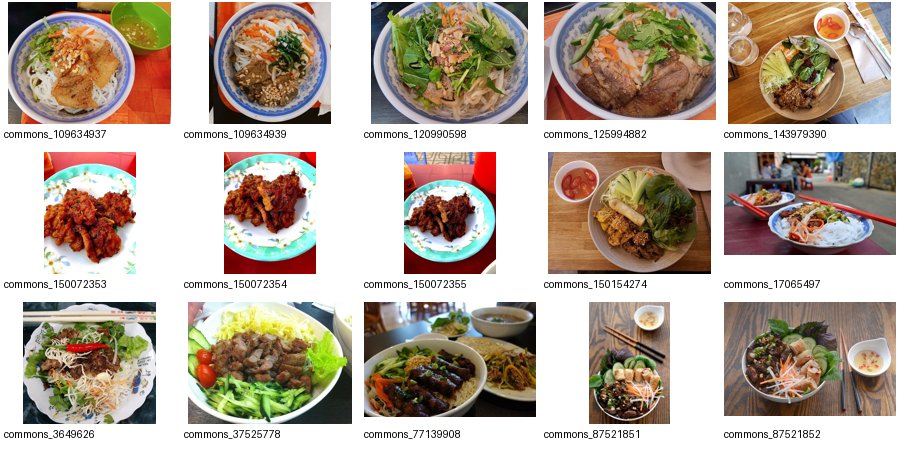 commons_109634937
commons_109634939
commons_120990598
commons_125994882
commons_143979390
commons_150072353
commons_150072354
commons_150072355
commons_150154274
commons_17065497
commons_3649626
commons_37525778
commons_77139908
commons_87521851
commons_87521852